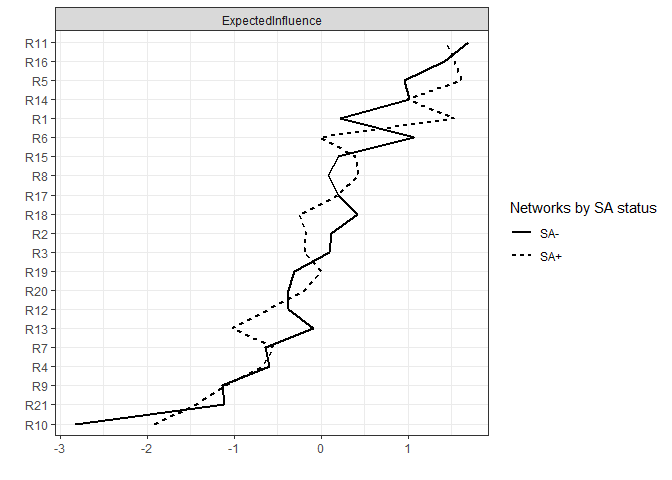 ExpectedInfluence
R11
R16
R5
R14
R1
R6
R15
R8
R17
R18
R2
R3
R19
R20
R12
R13
R7
R4
R9
R21
R10
-3
-2
-1
0
1
Networks by SA status
SA-
SA+